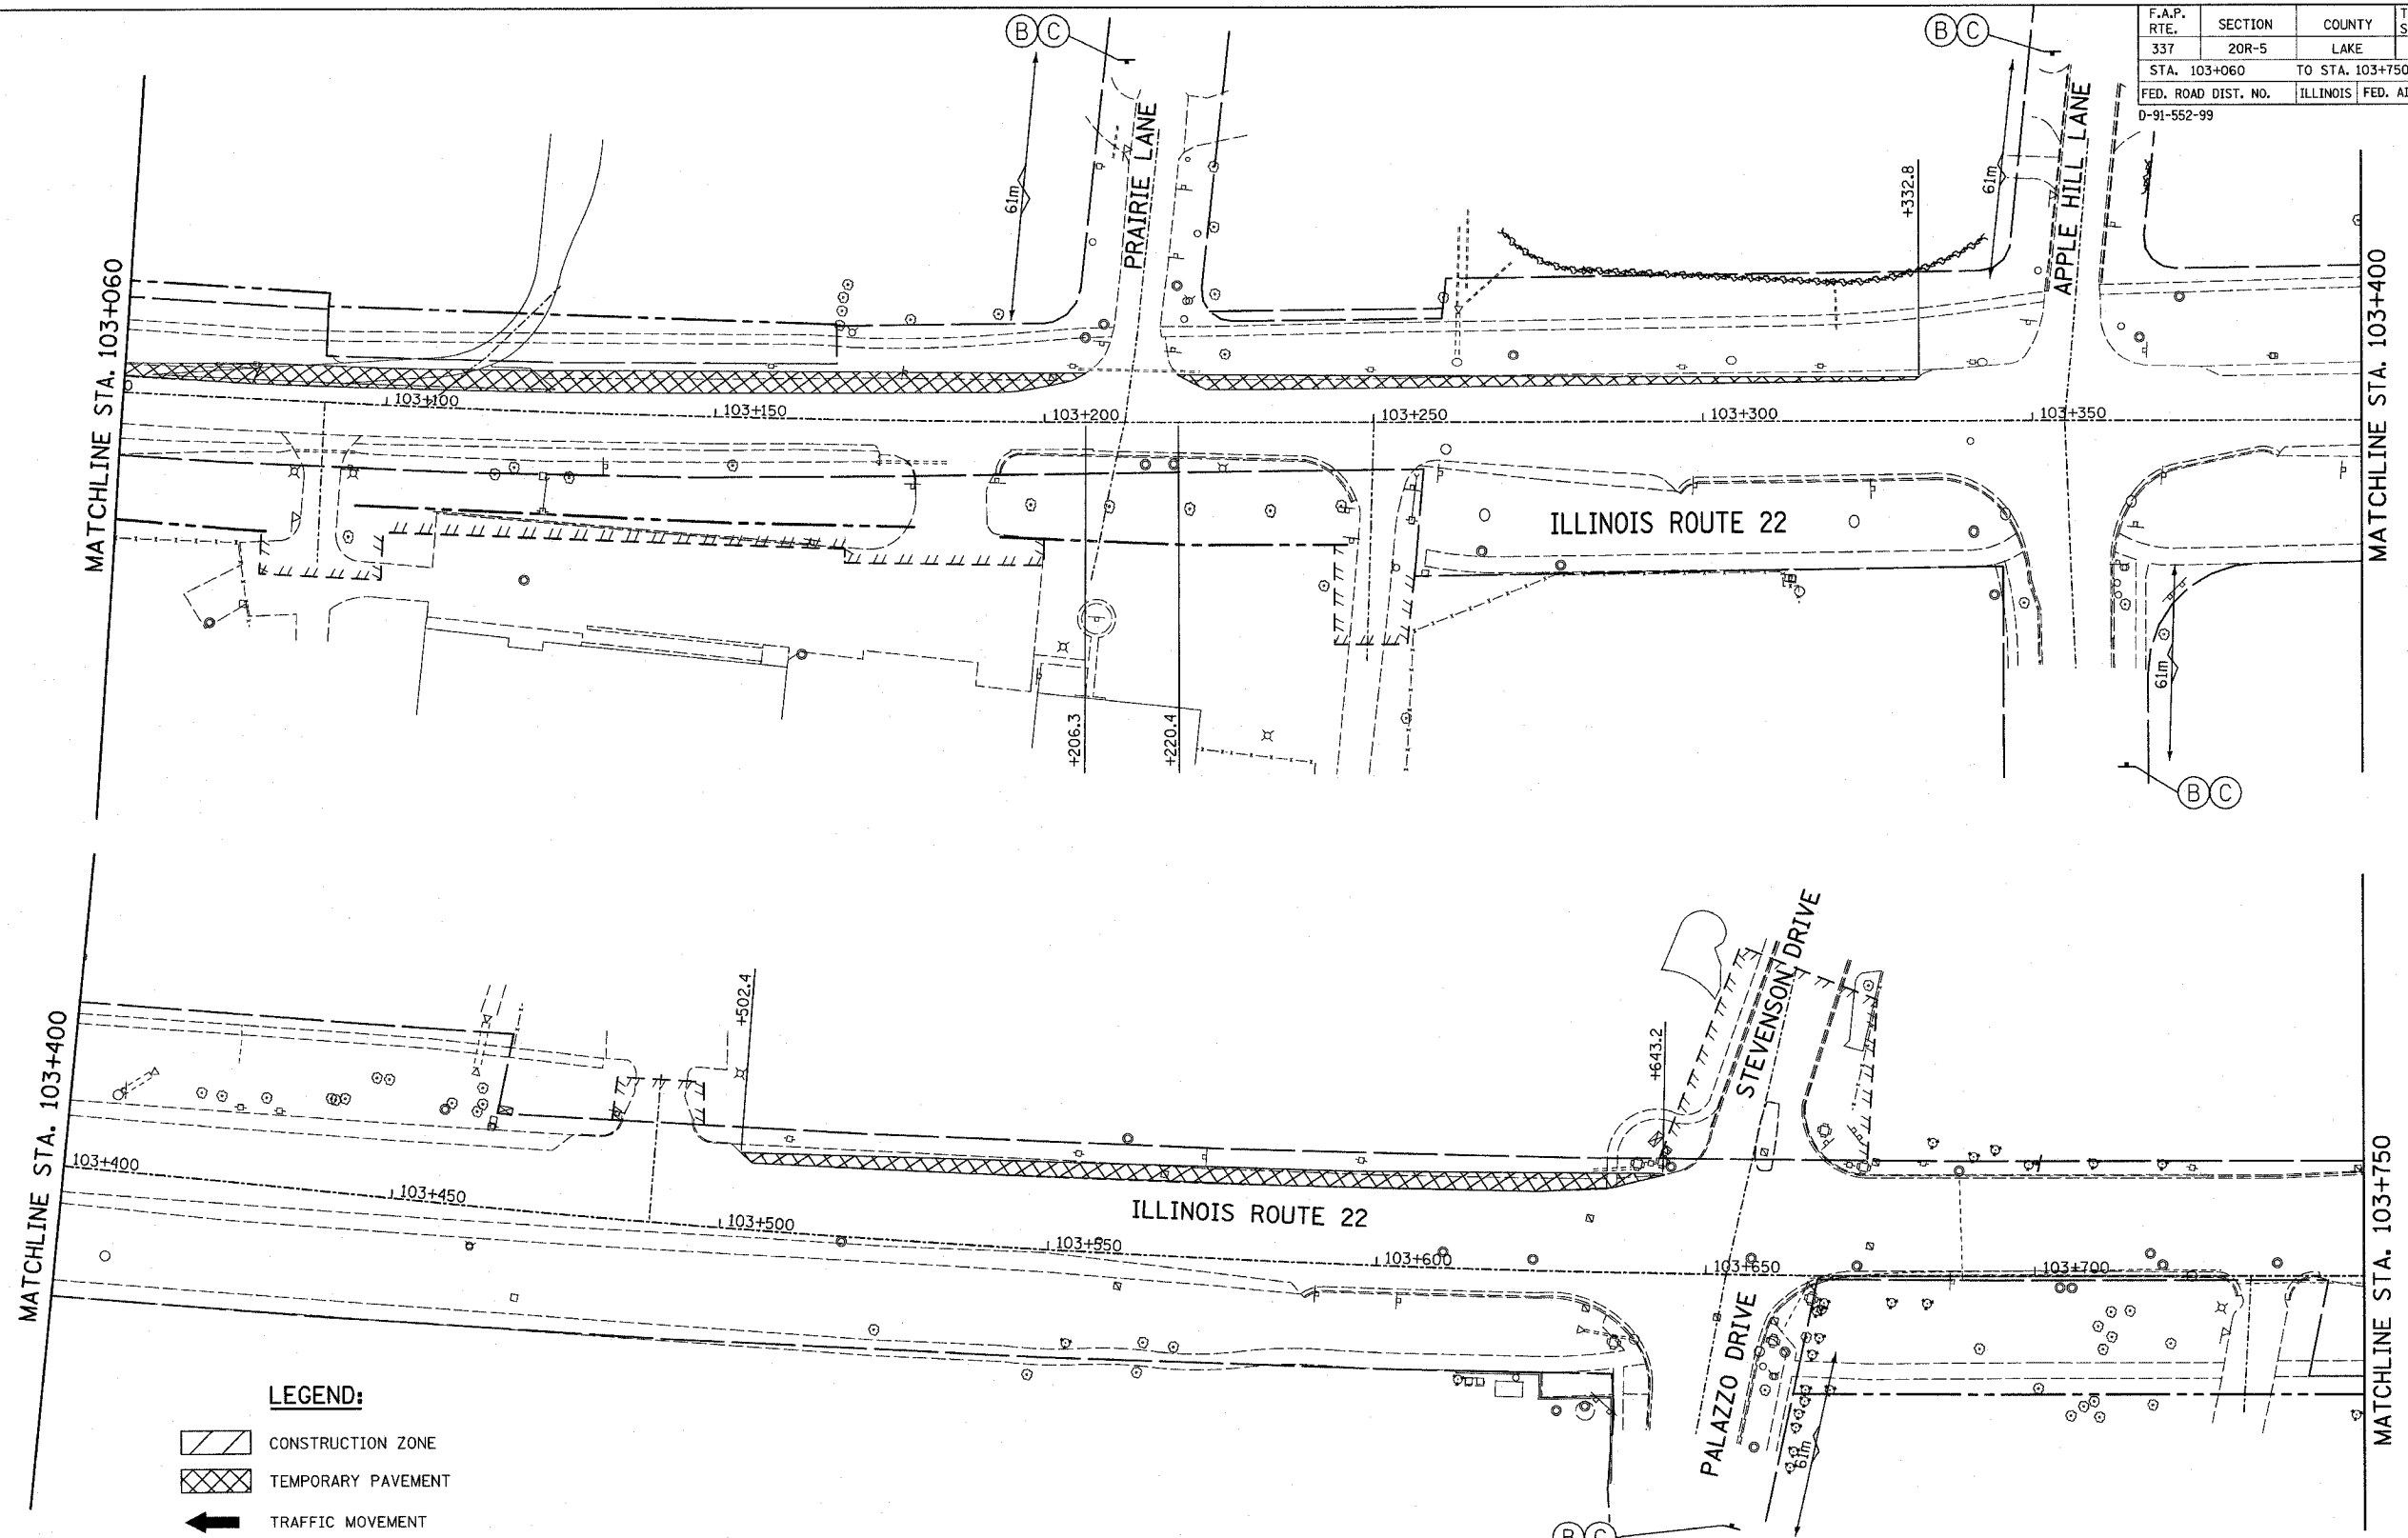 F.A.P. RTE. SECTION COUNTY
337 20R-5 LAKE
STA. 103+060 TO STA. 103+750
FED. ROAD DIST. NO. ILLINOIS FED.
D-91-552-99
B C
B C
61m
PRAIRIE LANE
+332.8
61m
APPLE HILL LANE
MATCHLINE STA. 103+060
MATCHLINE STA. 103+400
103+100
103+150
103+200
103+250
103+300
103+350
ILLINOIS ROUTE 22
+206.3
+220.4
61m
B C
MATCHLINE STA. 103+400
+502.4
+643.2
STEVENSON DRIVE
MATCHLINE STA. 103+750
103+400
103+450
103+500
103+550
103+600
103+650
103+700
ILLINOIS ROUTE 22
PALAZZO DRIVE
61m
B C
LEGEND:
CONSTRUCTION ZONE
TEMPORARY PAVEMENT
TRAFFIC MOVEMENT